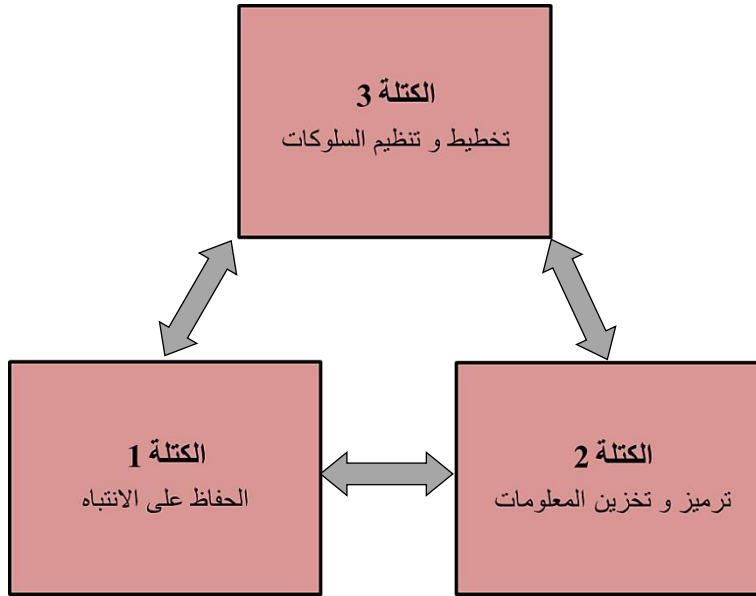 الكتلة 3
تخطيط و تنظيم السلوكات
الكتلة 1
الحفاظ على الانتباه
الكتلة 2
ترميز و تخزين المعلومات